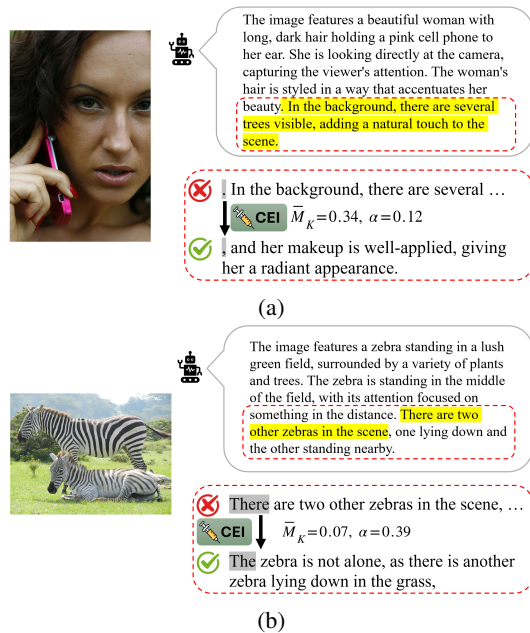 The image features a beautiful woman with
long, dark hair holding a pink cell phone to
her ear. She is looking directly at the camera,
capturing the viewer's attention. The woman's
hair is styled in a way that accentuates her
beauty. In the background, there are several
trees visible, adding a natural touch to the
scene.
. In the background, there are several …
CEI M̅_K=0.34, α=0.12
, and her makeup is well-applied, giving
her a radiant appearance.
(a)
The image features a zebra standing in a lush
green field, surrounded by a variety of plants
and trees. The zebra is standing in the middle
of the field, with its attention focused on
something in the distance. There are two
other zebras in the scene, one lying down and
the other standing nearby.
There are two other zebras in the scene, …
CEI M̅_K=0.07, α=0.39
The zebra is not alone, as there is another
zebra lying down in the grass,
(b)